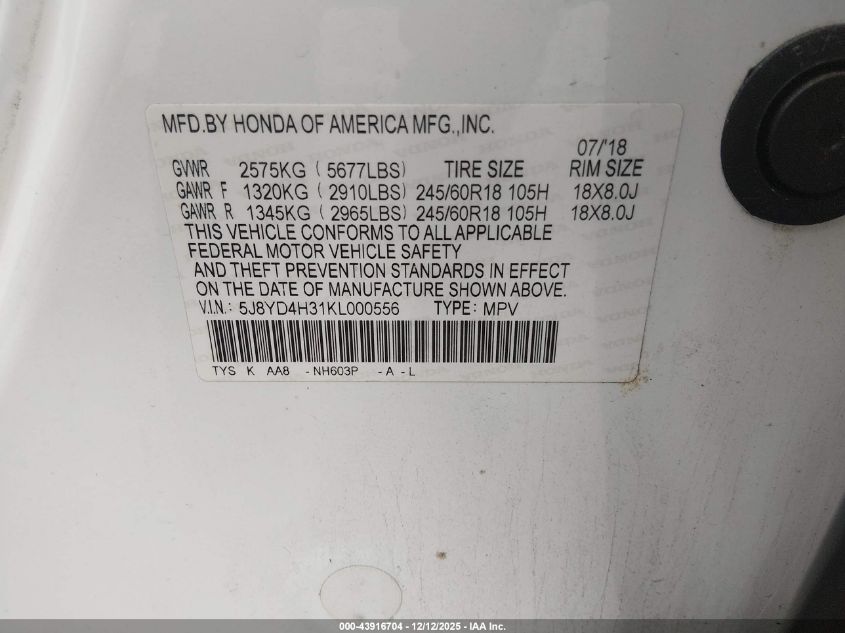 MFD.BY HONDA OF AMERICA MFG.,INC.
07/'18
GVWR 2575KG ( 5677LBS) TIRE SIZE RIM SIZE
GAWR F 1320KG ( 2910LBS) 245/60R18 105H 18X8.0J
GAWR R 1345KG ( 2965LBS) 245/60R18 105H 18X8.0J
THIS VEHICLE CONFORMS TO ALL APPLICABLE
FEDERAL MOTOR VEHICLE SAFETY
AND THEFT PREVENTION STANDARDS IN EFFECT
ON THE DATE OF MANUFACTURE SHOWN ABOVE.
V.I.N.: 5J8YD4H31KL000556 TYPE: MPV
TYS K AA8 -NH603P -A -L
000-43916704 - 12/12/2025 - IAA Inc.